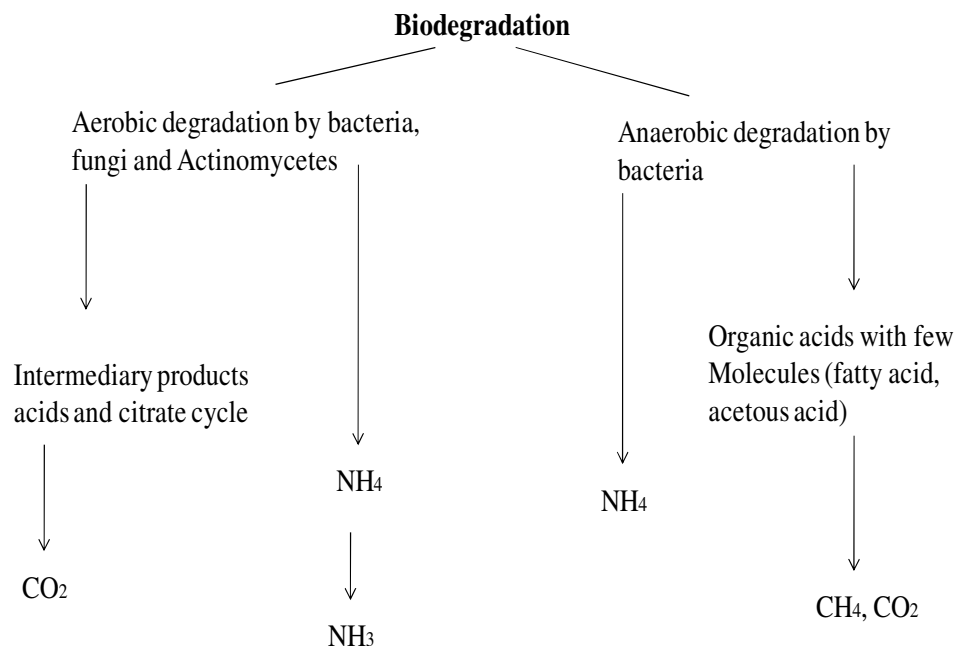 Biodegradation
Aerobic degradation by bacteria,
fungi and Actinomycetes
Anaerobic degradation by
bacteria
Intermediary products
acids and citrate cycle
Organic acids with few
Molecules (fatty acid,
acetous acid)
NH4
NH4
CO2
NH3
CH4, CO2